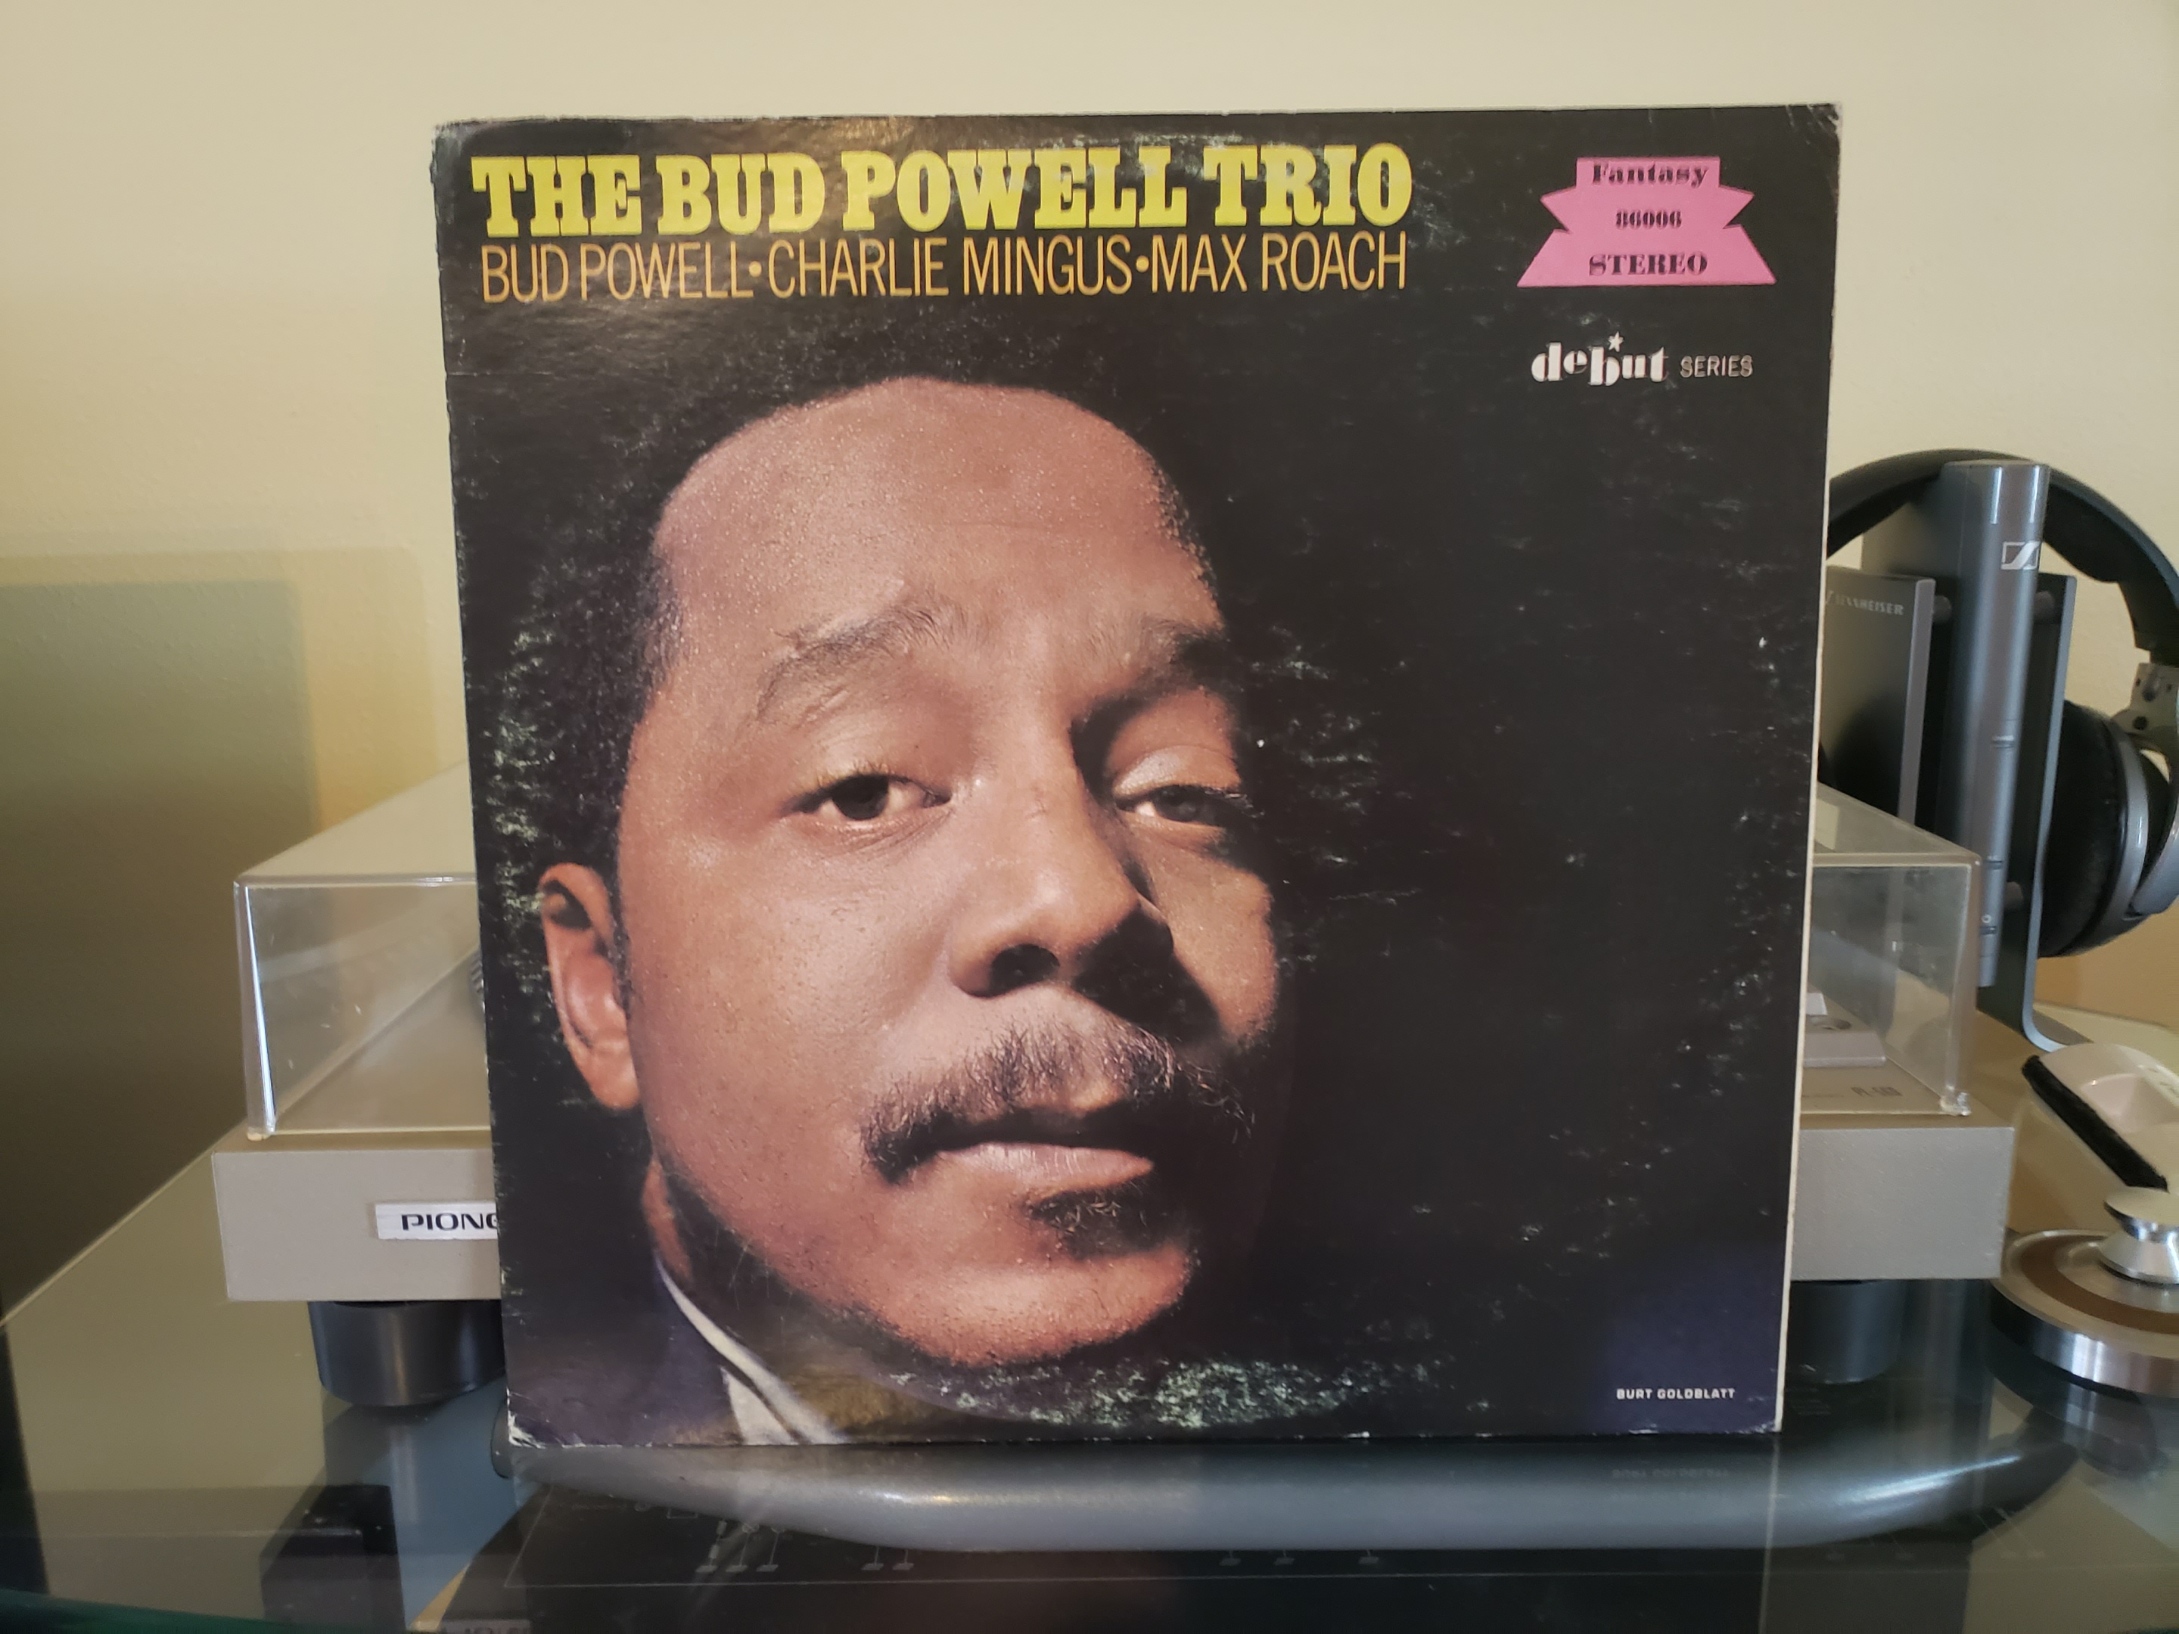 THE BUD POWELL TRIO
BUD POWELL•CHARLIE MINGUS•MAX ROACH
Fantasy
86006
STEREO
debut SERIES
SENNHEISER
PIONE
BURT GOLDBLATT